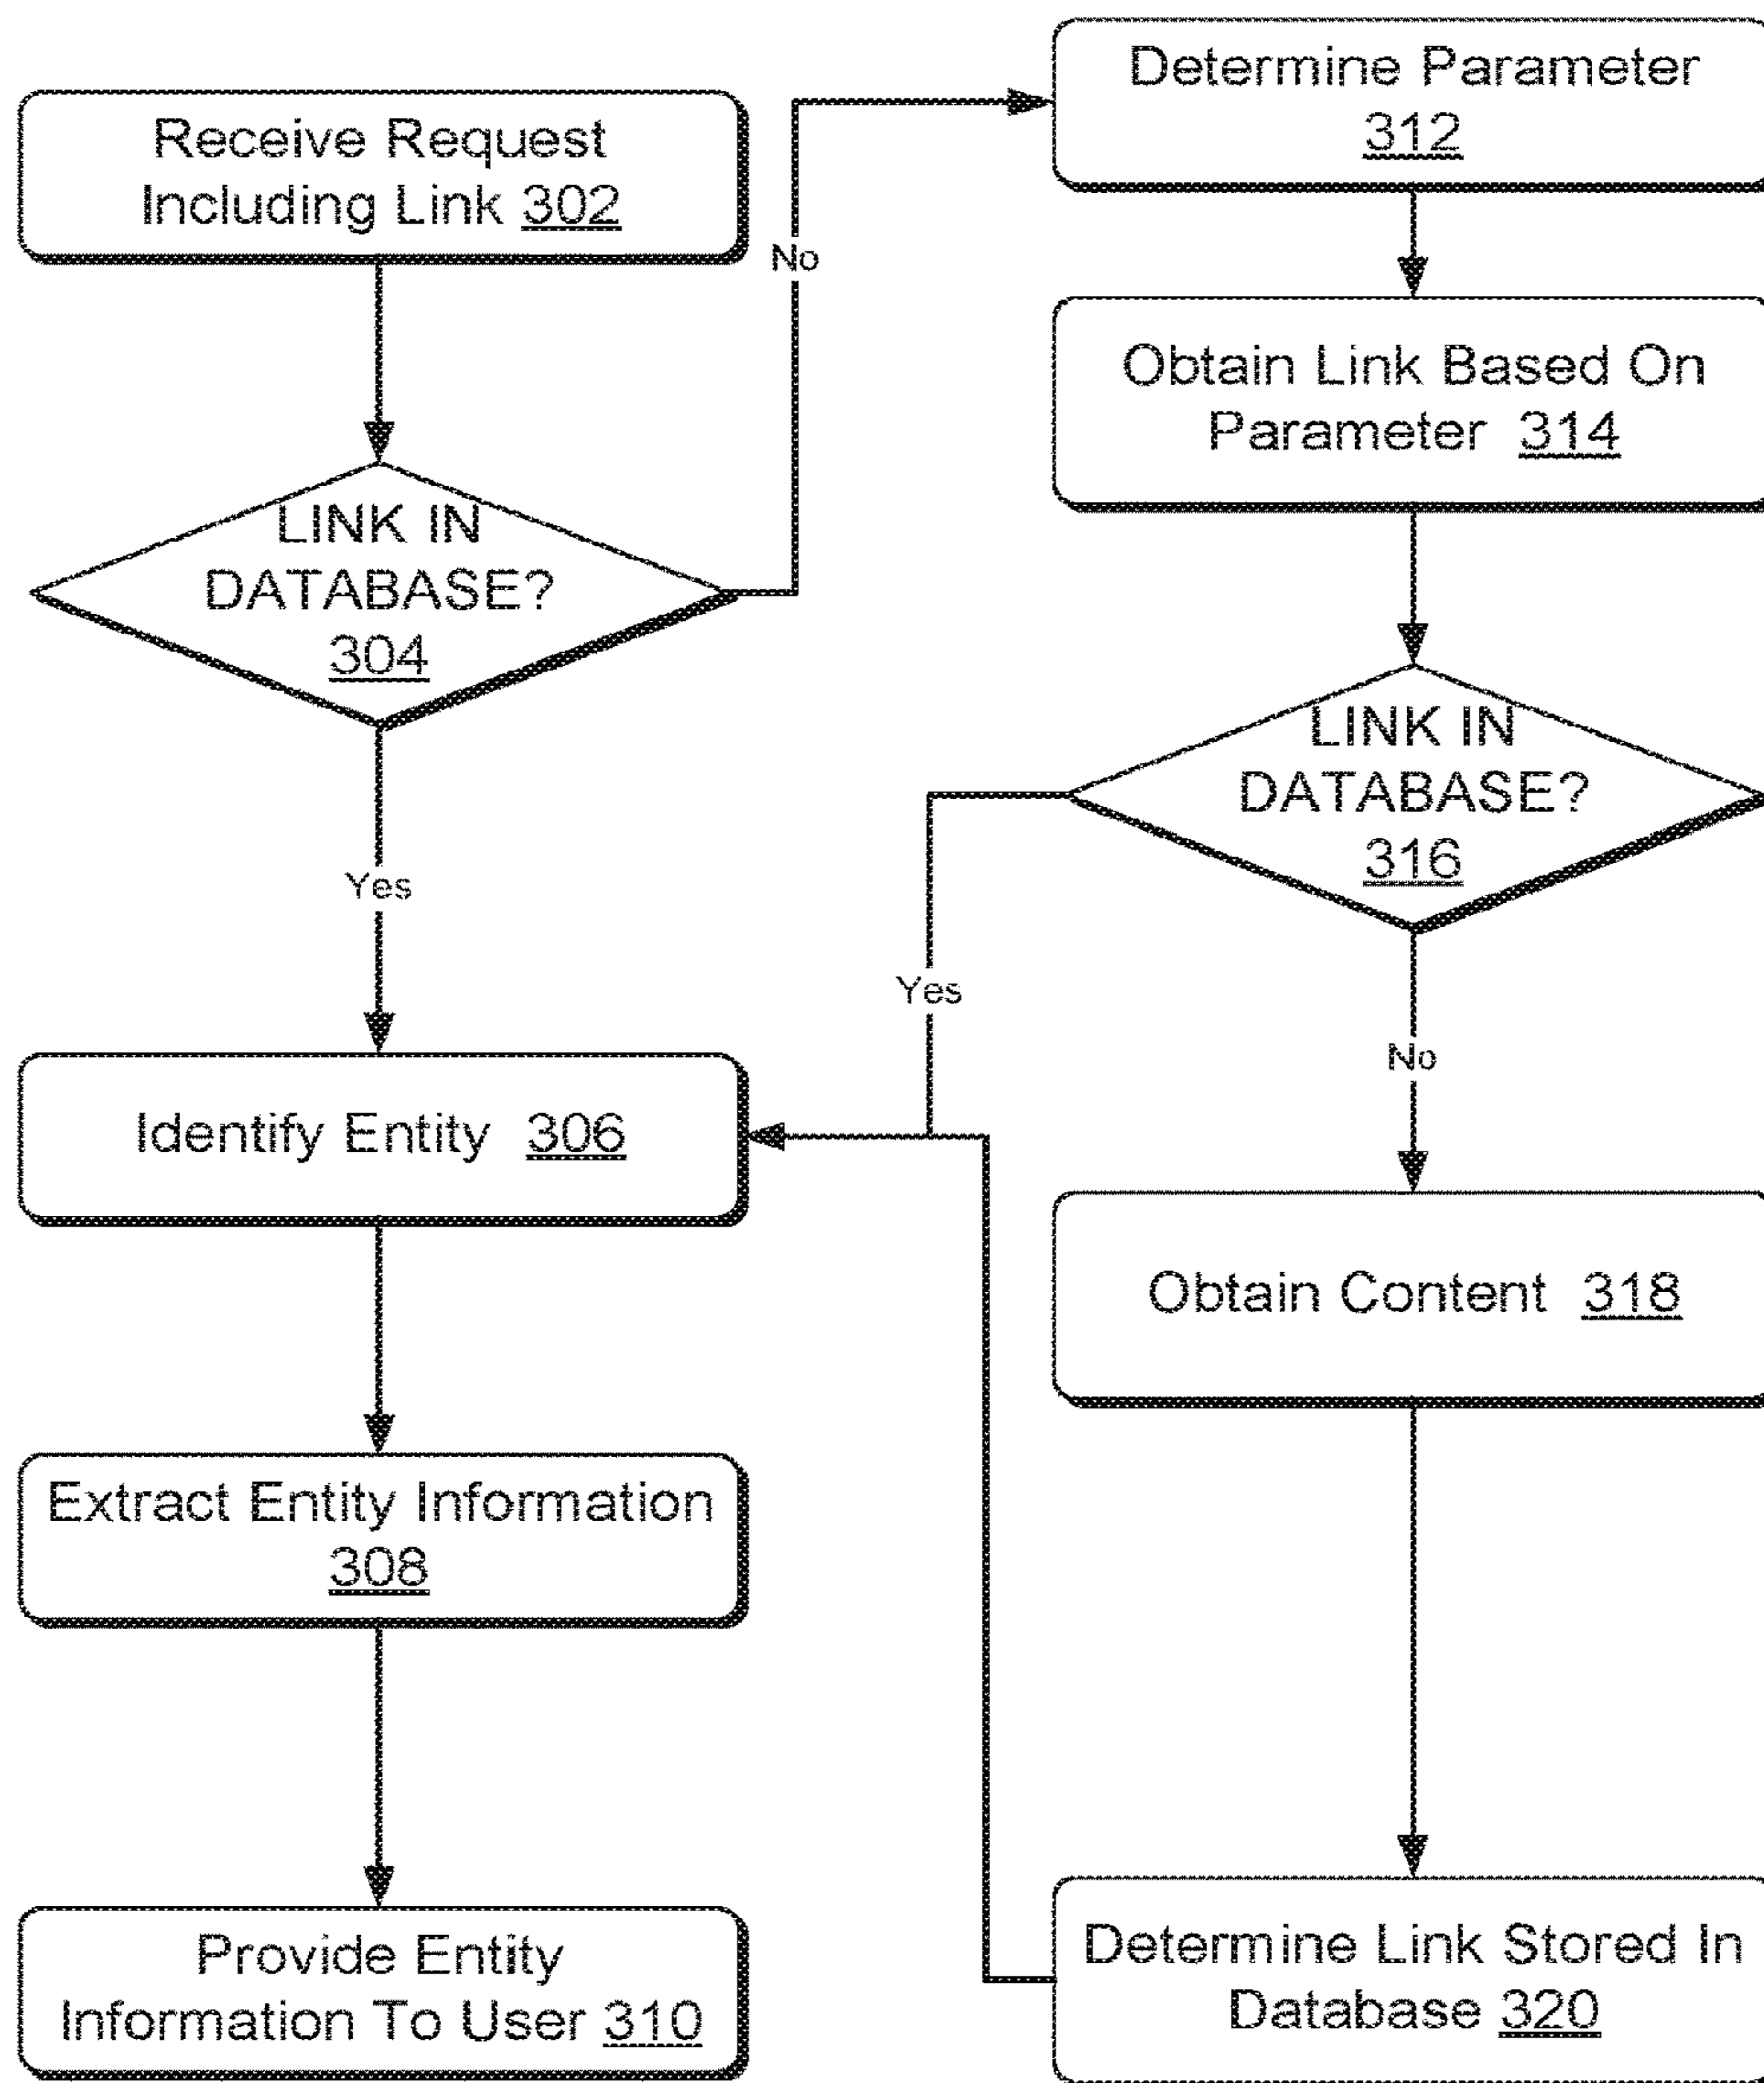 Receive Request
Including Link 302
No
LINK IN
DATABASE?
304
Yes
Identify Entity 306
Extract Entity Information
308
Provide Entity
Information To User 310
Determine Parameter
312
Obtain Link Based On
Parameter 314
LINK IN
DATABASE?
316
Yes
No
Obtain Content 318
Determine Link Stored In
Database 320